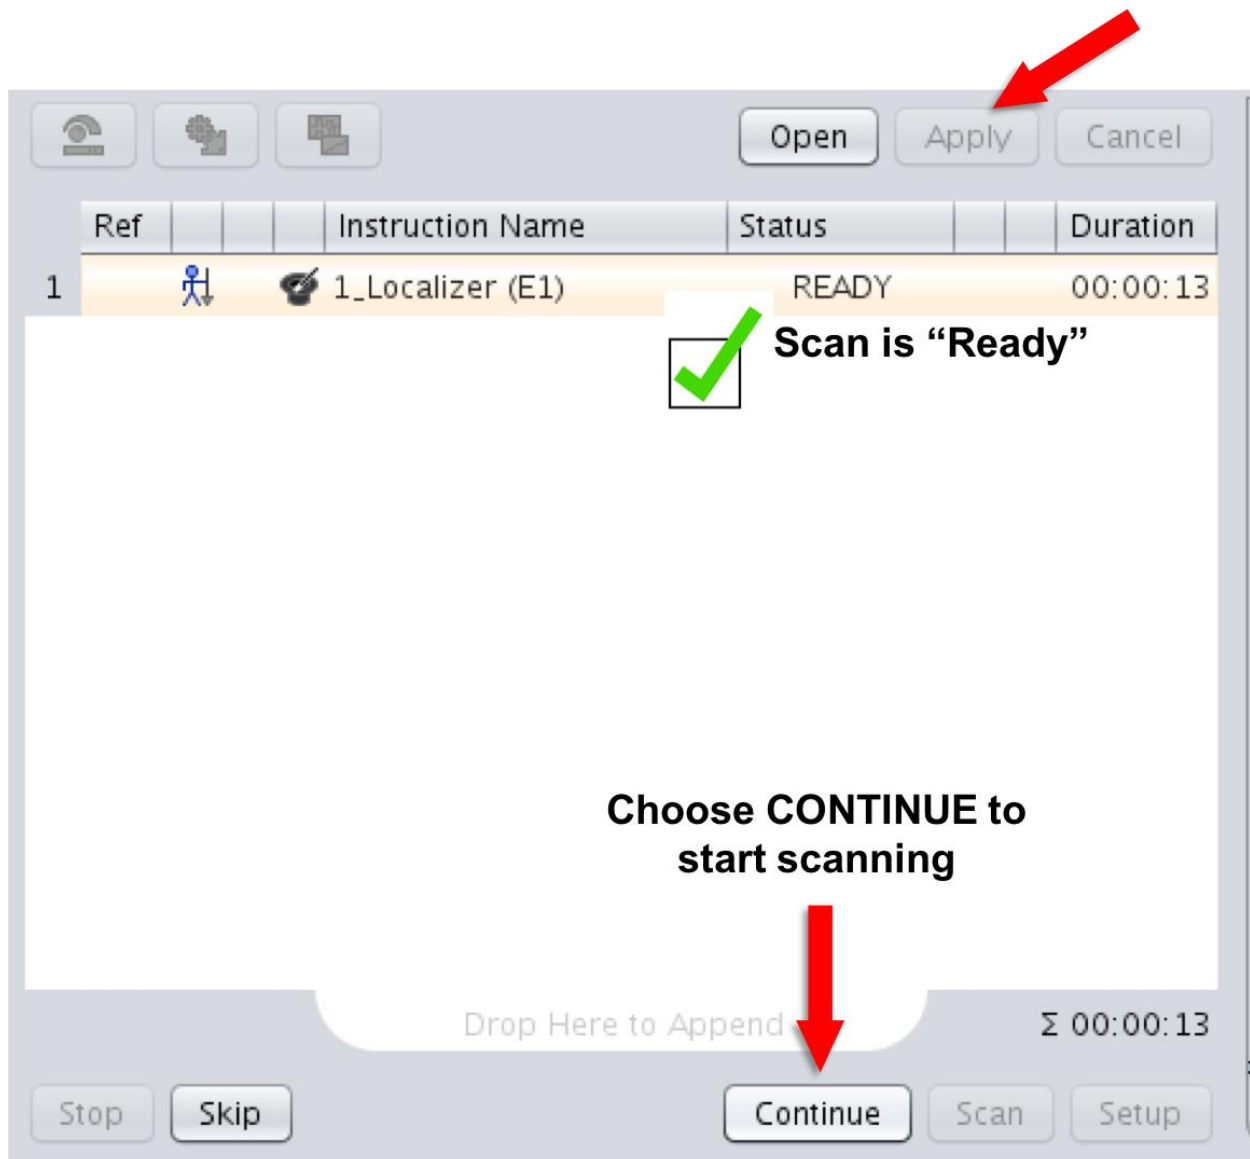 Open Apply Cancel
Ref Instruction Name Status Duration
1 1_Localizer (E1) READY 00:00:13
Scan is “Ready”
Choose CONTINUE to
start scanning
Drop Here to Append Σ 00:00:13
Stop Skip Continue Scan Setup